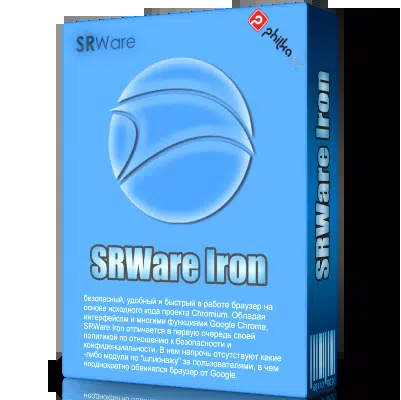 SRWare
philka
SRWare Iron
безопасный, удобный и быстрый в работе браузер на
основе исходного кода проекта Chromium. Обладая
интерфейсом и многими функциями Google Chrome,
SRWare Iron отличается в первую очередь своей
политикой по отношению к безопасности и
конфиденциальности. В нем напрочь отсутствуют какие
-либо модули по "шпионажу" за пользователями, в чем
неоднократно обвинялся браузер от Google.
SRWare Iron